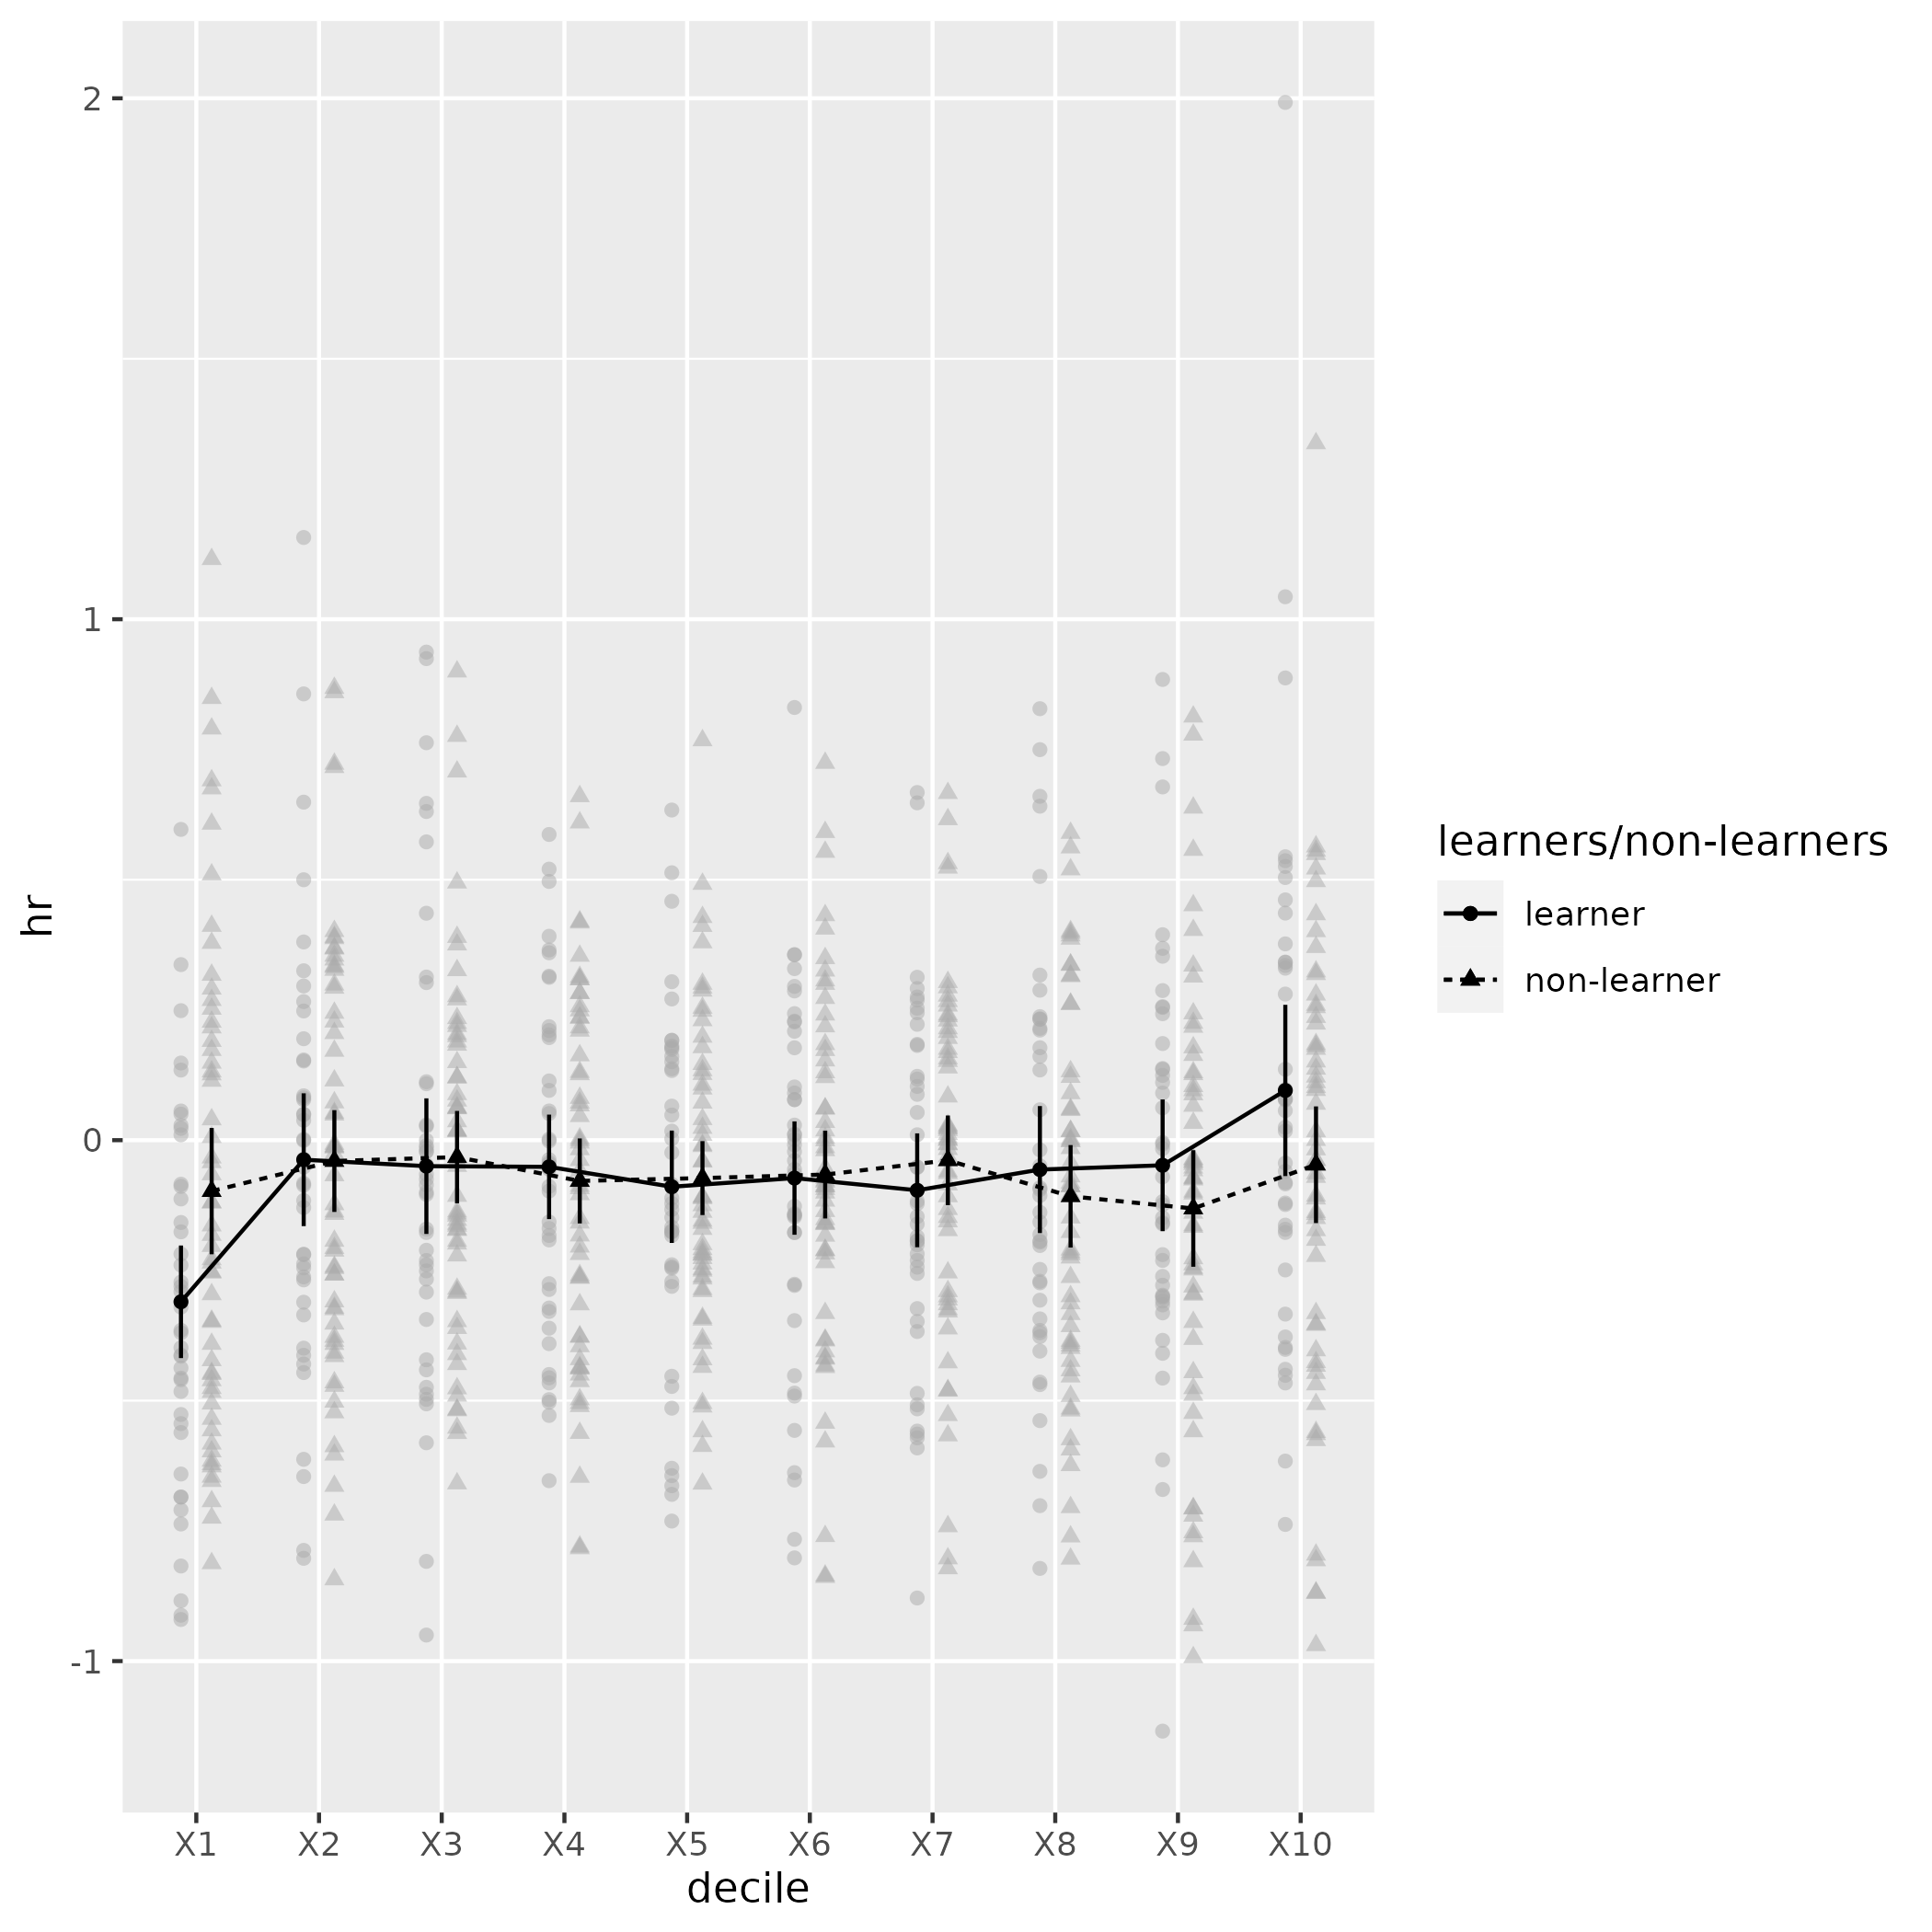 2
1
0
-1
hr
X1 X2 X3 X4 X5 X6 X7 X8 X9 X10
decile
learners/non-learners
learner
non-learner